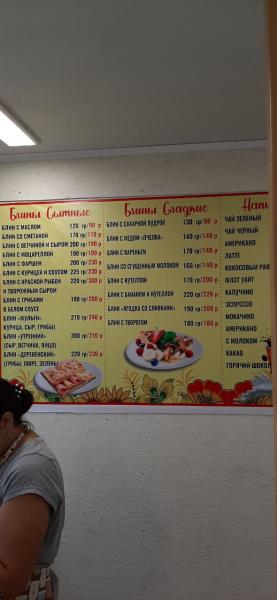 Блины Сытные
БЛИН С МАСЛОМ 120 гр/90 р
БЛИН СО СМЕТАНОЙ 170 гр/110 р
БЛИН С ВЕТЧИНОЙ И СЫРОМ 200 гр/190 р
БЛИН С МОЦАРЕЛЛОЙ 190 гр/190 р
БЛИН С ФАРШЕМ 200 гр/230 р
БЛИН С КУРИЦЕЙ И СОУСОМ 225 гр/230 р
БЛИН С КРАСНОЙ РЫБОЙ 220 гр/300 р
И ТВОРОЖНЫМ СЫРОМ
БЛИН С ГРИБАМИ 180 гр/200 р
В БЕЛОМ СОУСЕ
БЛИН «ЖУЛЬЕН» 210 гр/240 р
КУРИЦА, СЫР, ГРИБЫ)
БЛИН «УТРЕННИЙ» 200 гр/210 р
СЫР, ВЕТЧИНА, ЯЙЦО)
БЛИН «ДЕРЕВЕНСКИЙ» 220 гр/230 р
(ГРИБЫ, ПЮРЕ, ЗЕЛЕНЬ)
Блины Сладкие
БЛИН С САХАРНОЙ ПУДРОЙ 130 гр/90 р
БЛИН С МЕДОМ «ПЧЕЛКА» 140 гр/140 р
БЛИН С ВАРЕНЬЕМ 170 гр/140 р
БЛИН СО СГУЩЕННЫМ МОЛОКОМ 160 гр/140 р
БЛИН С НУТЕЛЛОЙ 170 гр/200 р
БЛИН С БАНАНОМ И НУТЕЛЛОЙ 220 гр/220 р
БЛИН «ЯГОДКА СО СЛИВКАМИ» 190 гр/200 р
БЛИН С ТВОРОГОМ 180 гр/180 р
Напи
ЧАЙ ЗЕЛЕНЫЙ
ЧАЙ ЧЕРНЫЙ
АМЕРИКАНО
ЛАТТЕ
КОКОСОВЫЙ РАФ
ФЛЭТ УАЙТ
КАПУЧИНО
ЭСПРЕССО
МОКАЧИНО
АМЕРИКАНО
С МОЛОКОМ
КАКАО
ГОРЯЧИЙ ШОКОЛ